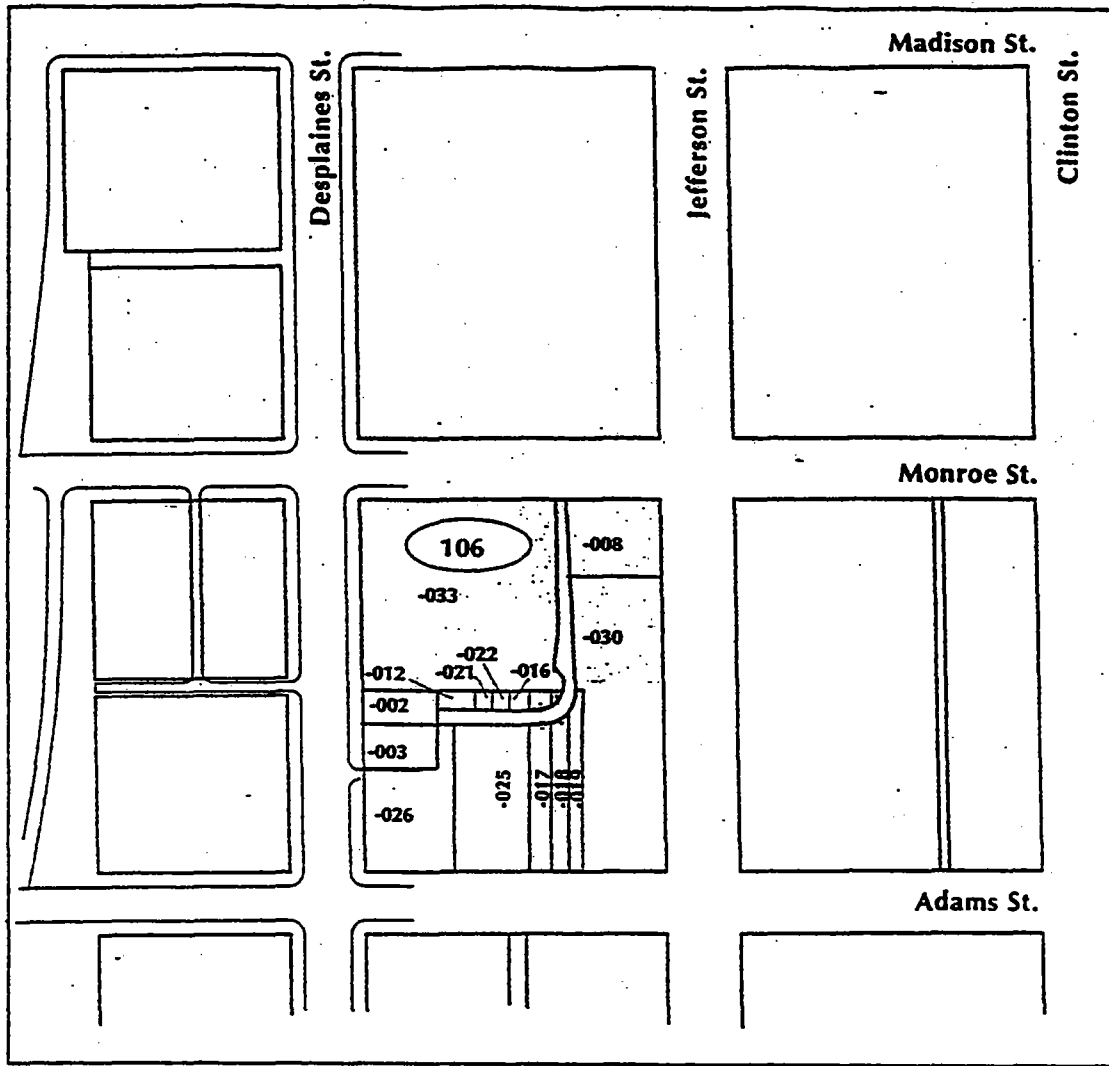 Madison St.
Desplaines St.
Jefferson St.
Clinton St.
Monroe St.
106
-008
-033
-030
-022
-012
-021
-016
-002
-003
-025
-017
-018
-019
-026
Adams St.